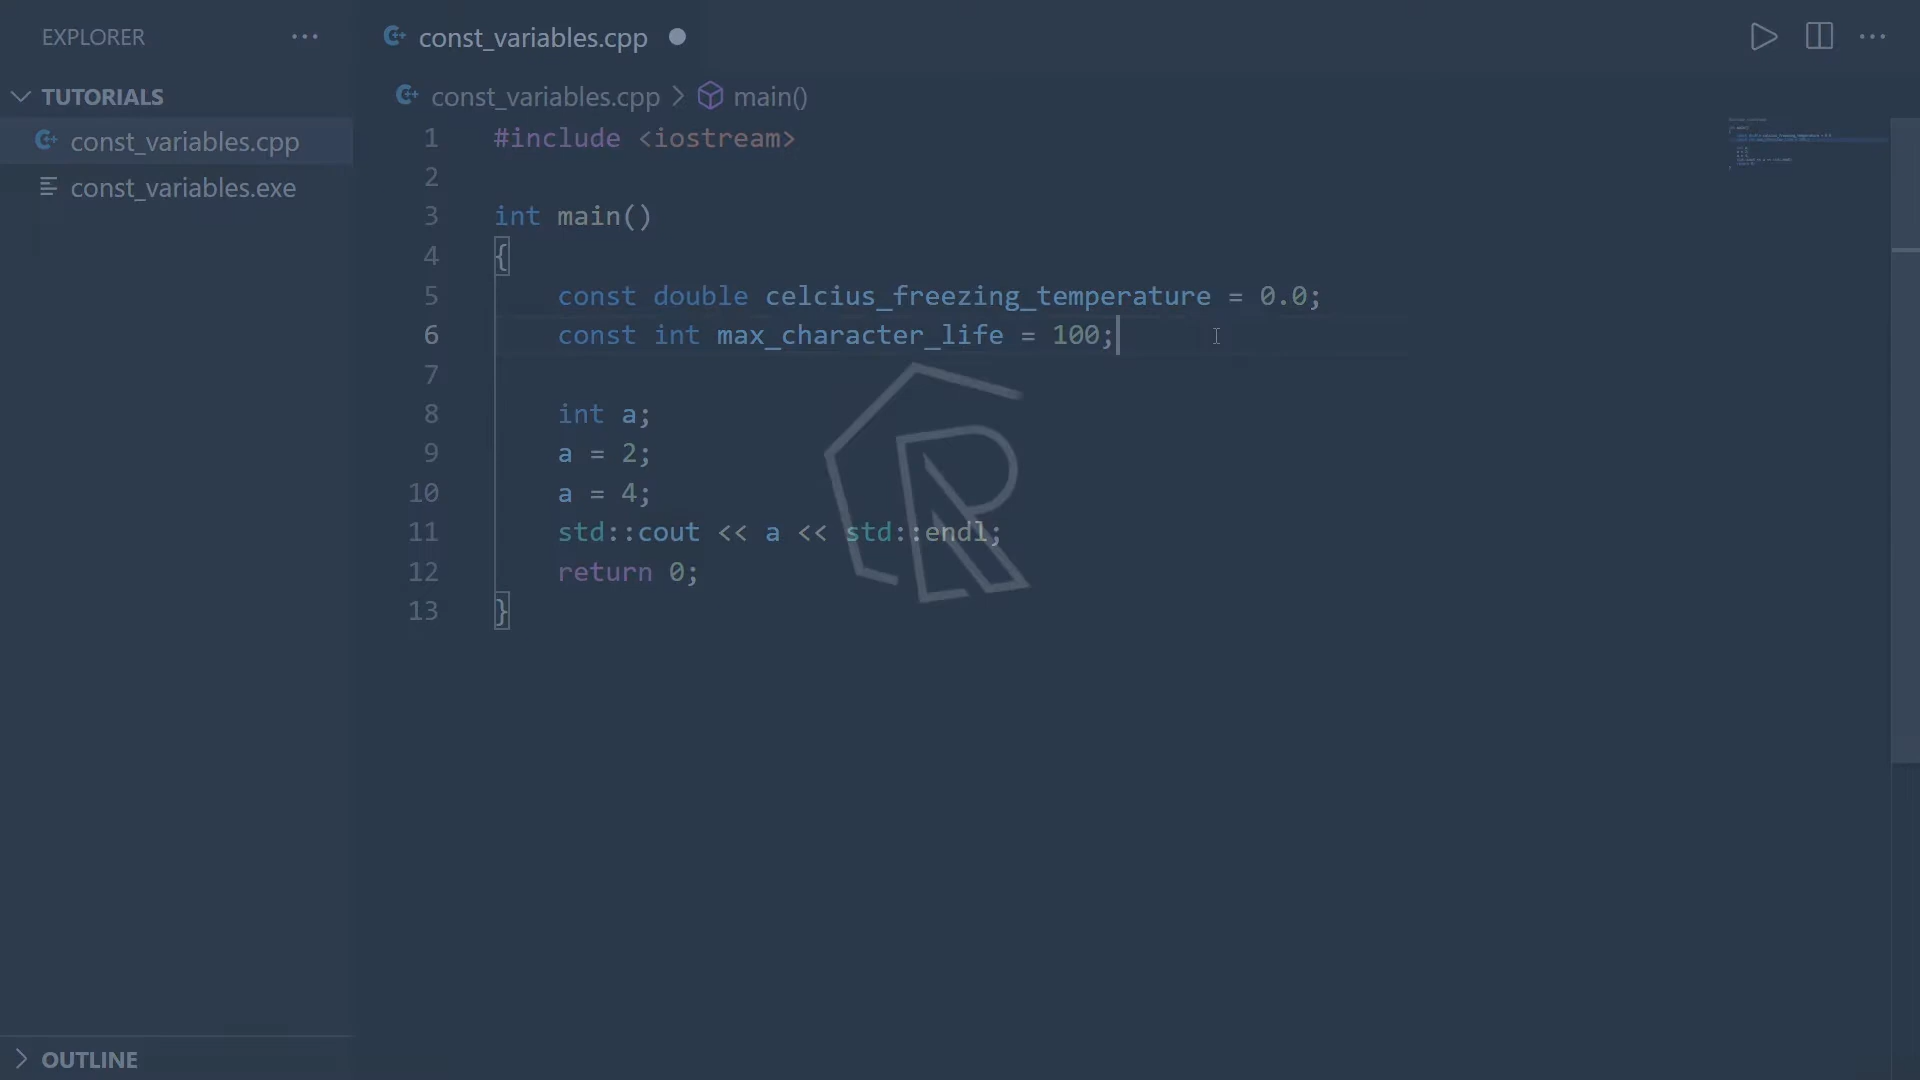 EXPLORER
TUTORIALS
const_variables.cpp
const_variables.exe
OUTLINE
const_variables.cpp
const_variables.cpp > main()
1 #include <iostream>
2
3 int main()
4 {
5 const double celcius_freezing_temperature = 0.0;
6 const int max_character_life = 100;
7
8 int a;
9 a = 2;
10 a = 4;
11 std::cout << a << std::endl;
12 return 0;
13 }